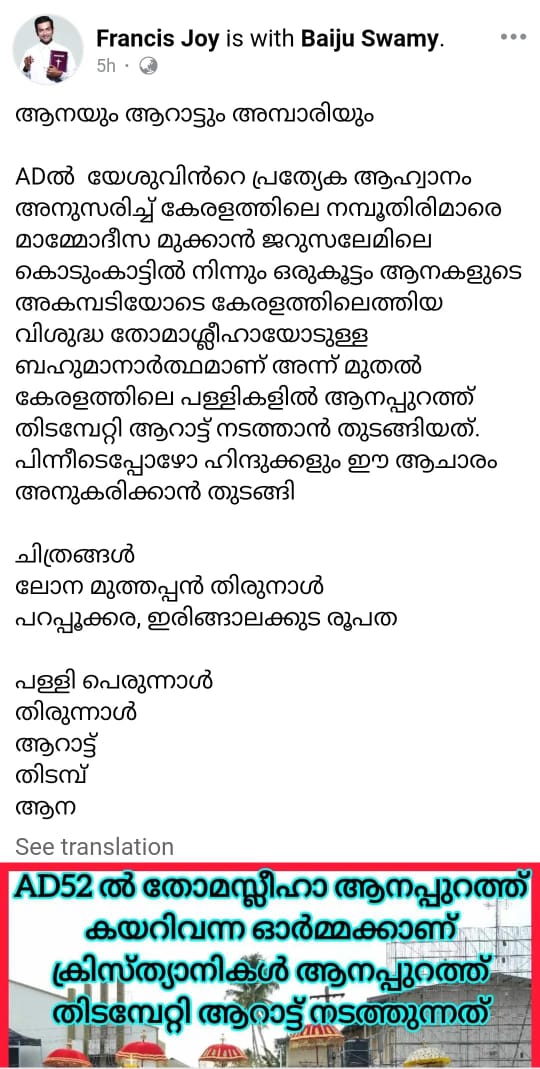 Francis Joy is with Baiju Swamy.
5h ·
ആനയും ആറാട്ടും അമ്പാരിയും
ADൽ യേശുവിൻറെ പ്രത്യേക ആഹ്വാനം
അനുസരിച്ച് കേരളത്തിലെ നമ്പൂതിരിമാരെ
മാമ്മോദീസ മുക്കാൻ ജറുസലേമിലെ
കൊടുംകാട്ടിൽ നിന്നും ഒരുകൂട്ടം ആനകളുടെ
അകമ്പടിയോടെ കേരളത്തിലെത്തിയ
വിശുദ്ധ തോമാശ്ലീഹായോടുള്ള
ബഹുമാനാർത്ഥമാണ് അന്ന് മുതൽ
കേരളത്തിലെ പള്ളികളിൽ ആനപ്പുറത്ത്
തിടമ്പേറ്റി ആറാട്ട് നടത്താൻ തുടങ്ങിയത്.
പിന്നീടെപ്പോഴോ ഹിന്ദുക്കളും ഈ ആചാരം
അനുകരിക്കാൻ തുടങ്ങി
ചിത്രങ്ങൾ
ലോന മുത്തപ്പൻ തിരുനാൾ
പറപ്പൂക്കര, ഇരിങ്ങാലക്കുട രൂപത
പള്ളി പെരുന്നാൾ
തിരുന്നാൾ
ആറാട്ട്
തിടമ്പ്
ആന
See translation
AD52 ൽ തോമസ്ലീഹാ ആനപ്പുറത്ത്
കയറിവന്ന ഓർമ്മക്കാണ്
ക്രിസ്ത്യാനികൾ ആനപ്പുറത്ത്
തിടമ്പേറ്റി ആറാട്ട് നടത്തുന്നത്